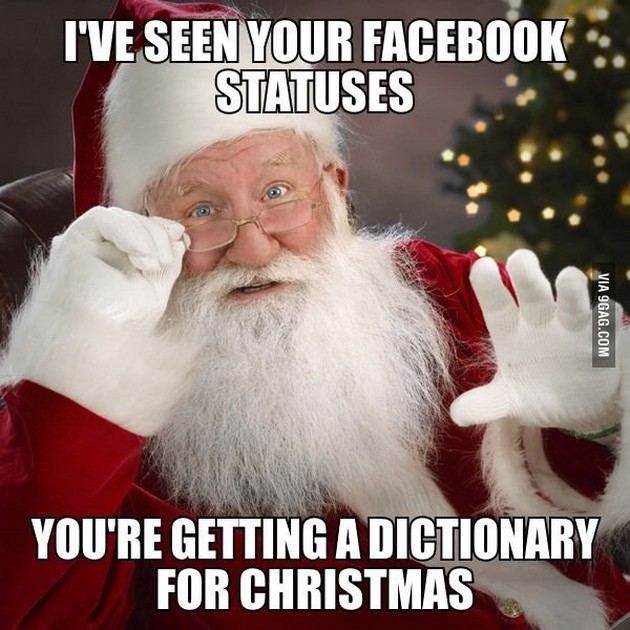 I'VE SEEN YOUR FACEBOOK
STATUSES
VIA 9GAG.COM
YOU'RE GETTING A DICTIONARY
FOR CHRISTMAS